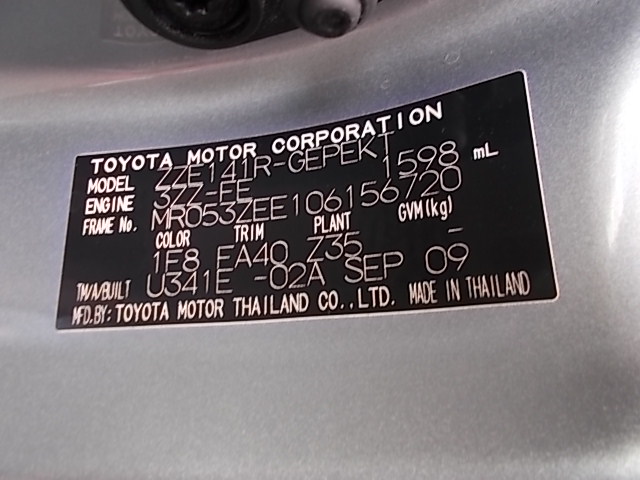 TOYOTA MOTOR CORPORATION
MODEL ZZE141R-GEPEKT
ENGINE 3ZZ-FE 1598 mL
FRAME No. MR053ZEE106156720
COLOR TRIM PLANT GVM(kg)
1F8 FA40 Z35 -
TM/A/BUILT U341E -02A SEP 09
MFD.BY: TOYOTA MOTOR THAILAND CO.,LTD. MADE IN THAILAND